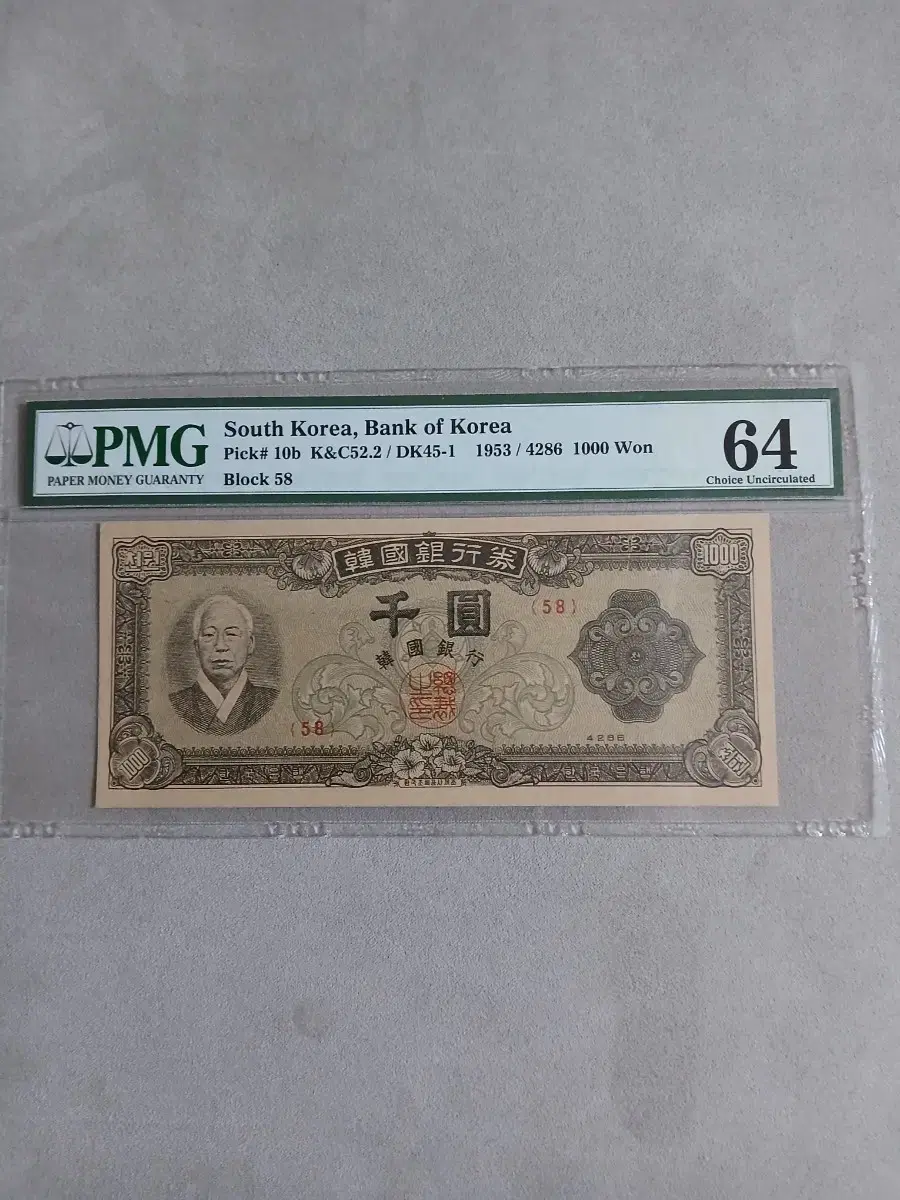 PMG
PAPER MONEY GUARANTY
South Korea, Bank of Korea
Pick# 10b K&C52.2 / DK45-1 1953 / 4286 1000 Won
Block 58
64
Choice Uncirculated
韓國銀行券
1000
千圓
(58)
韓國銀行
(58
4286
1000